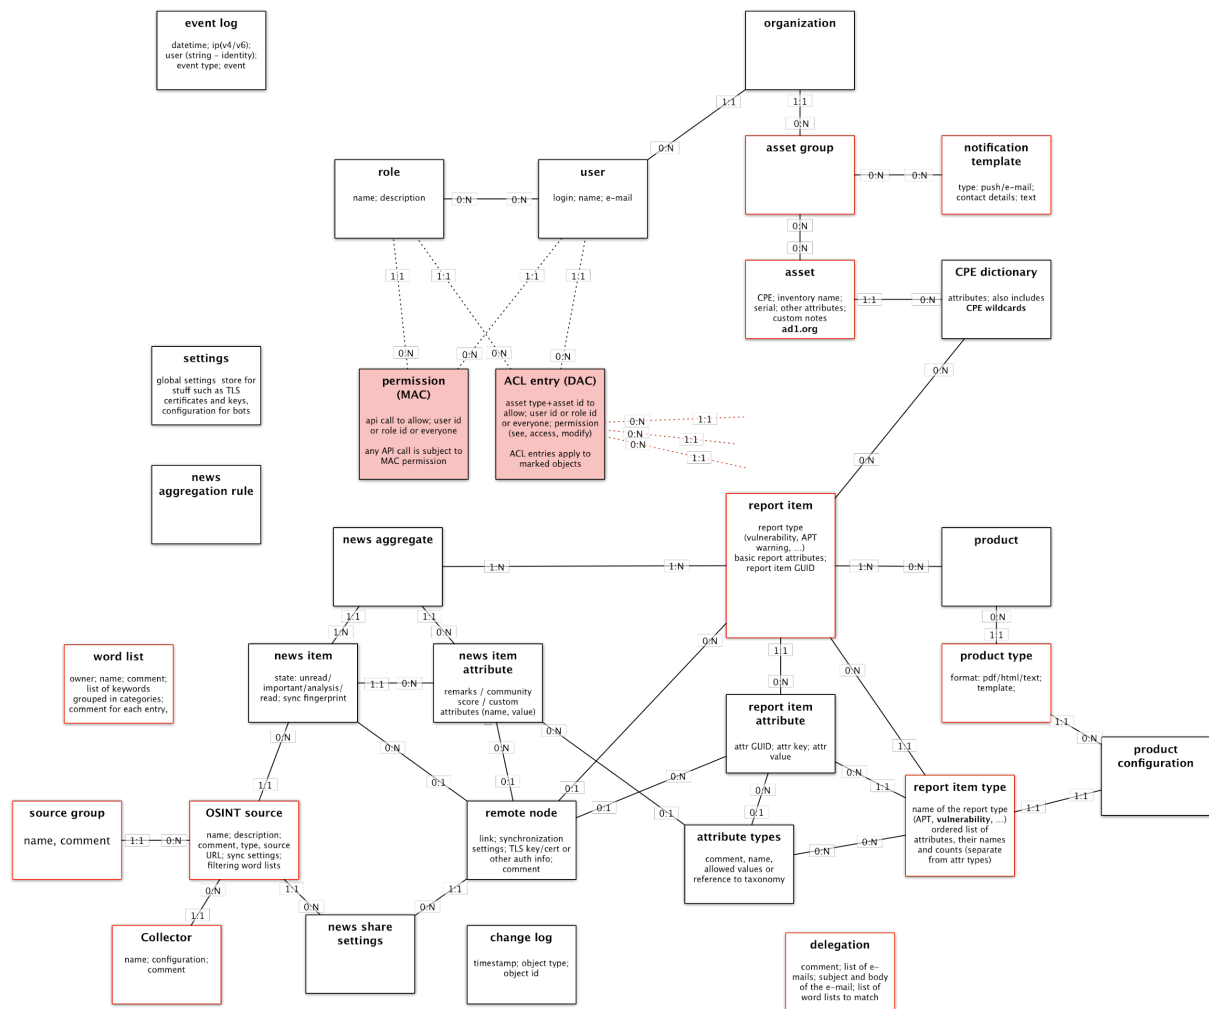 event log
datetime; ip(v4/v6);
user (string - identity);
event type; event
organization
1:1
1:1
0:N
0:N
asset group
notification
template
type: push/e-mail;
contact details; text
0:N
0:N
role
name; description
user
login; name; e-mail
0:N
0:N
0:N
0:N
asset
CPE; inventory name;
serial; other attributes;
custom notes
ad1.org
1:1
0:N
CPE dictionary
attributes; also includes
CPE wildcards
1:1
1:1
1:1
1:1
0:N
0:N
0:N
0:N
settings
global settings store for
stuff such as TLS
certificates and keys,
configuration for bots
permission
(MAC)
api call to allow; user id
or role id or everyone
any API call is subject to
MAC permission
ACL entry (DAC)
asset type+asset id to
allow; user id or role id
or everyone; permission
(see, access, modify)
ACL entries apply to
marked objects
0:N
0:N
0:N
1:1
1:1
1:1
0:N
0:N
news
aggregation rule
news aggregate
1:N
1:N
report item
report type
(vulnerability, APT
warning, ...)
basic report attributes;
report item GUID
1:N
0:N
product
1:1
1:N
1:1
0:N
0:N
1:1
0:N
0:N
0:N
1:1
word list
owner; name; comment;
list of keywords
grouped in categories;
comment for each entry,
news item
state: unread/
important/analysis/
read; sync fingerprint
1:1
0:N
news item
attribute
remarks / community
score / custom
attributes (name, value)
...
product type
format: pdf/html/text;
template;
report item
attribute
attr GUID; attr key; attr
value
1:1
0:N
product
configuration
0:N
0:N
0:N
0:N
1:1
0:1
0:1
0:1
0:N
0:1
0:N
0:1
0:1
0:N
1:1
1:1
source group
name, comment
1:1
0:N
OSINT source
name; description;
comment, type, source
URL; sync settings;
filtering word lists
remote node
link; synchronization
settings; TLS key/cert or
other auth info;
comment
attribute types
comment, name,
allowed values or
reference to taxonomy
0:N
0:N
report item type
name of the report type
(APT, vulnerability, ...)
ordered list of
attributes, their names
and counts (separate
from attr types)
1:1
1:1
0:N
1:1
1:1
0:N
1:1
0:N
Collector
name; configuration;
comment
news share
settings
change log
timestamp; object type;
object id
delegation
comment; list of e-
mails; subject and body
of the e-mail; list of
word lists to match